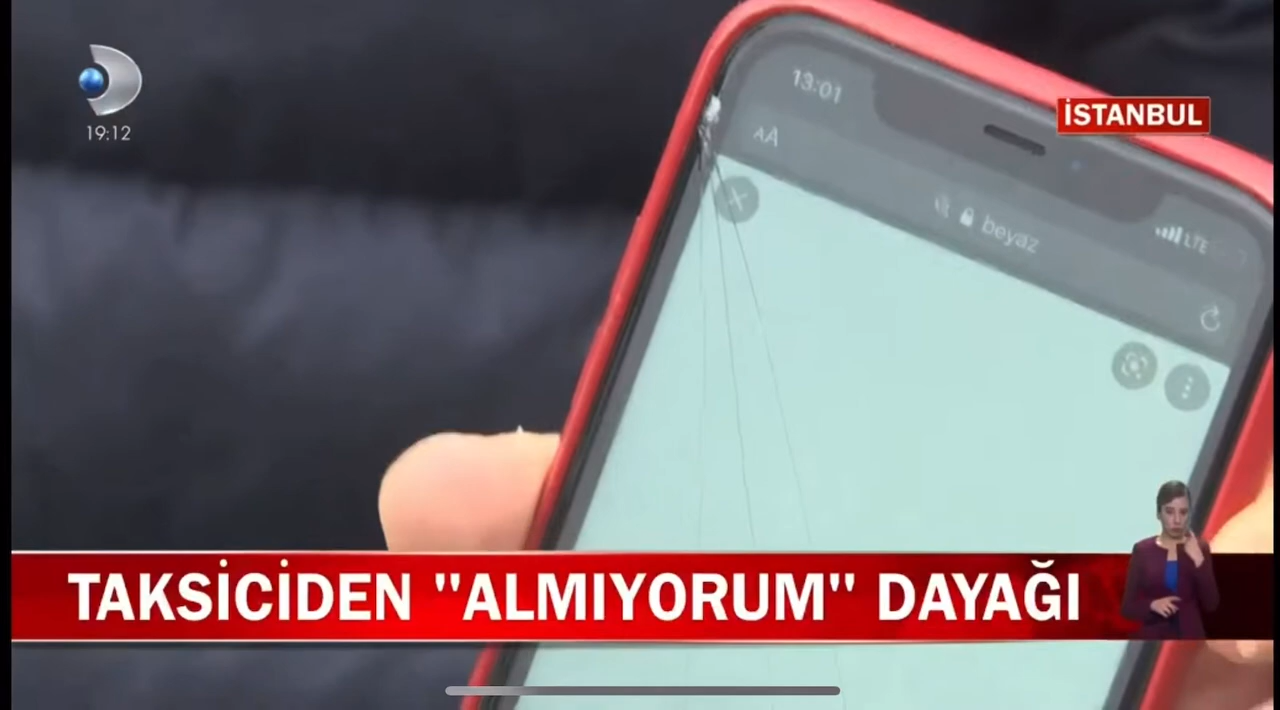 19:12
İSTANBUL
13:01
AA
beyaz
LTE
TAKSİCİDEN "ALMIYORUM" DAYAĞI